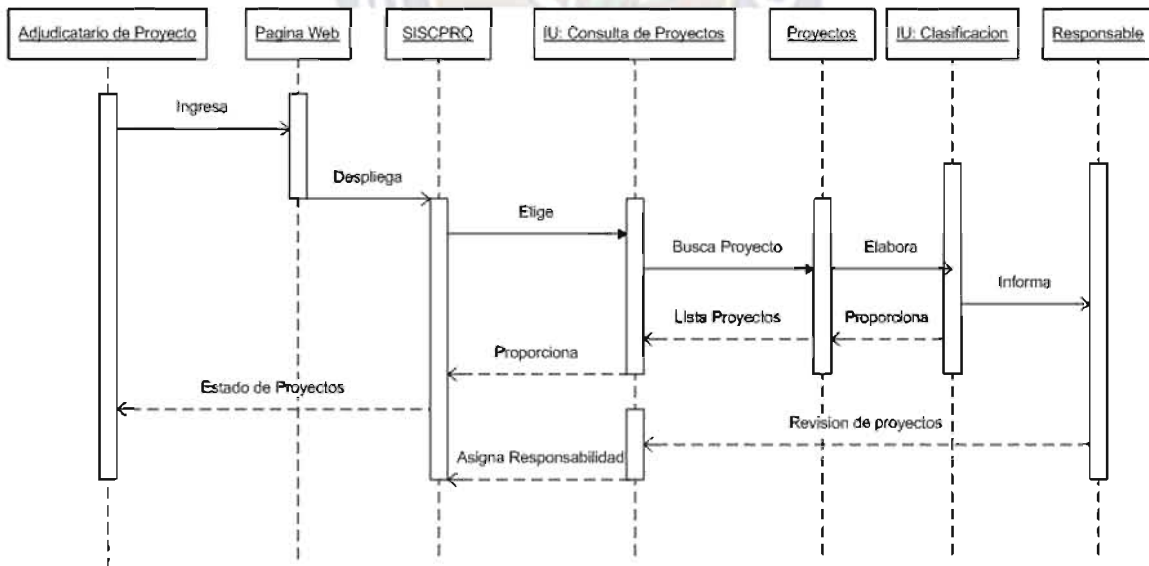 Adjudicatario de Proyecto
Pagina Web
SISCPRO
IU: Consulta de Proyectos
Proyectos
IU: Clasificacion
Responsable
Ingresa
Despliega
Elige
Busca Proyecto
Elabora
Informa
Lista Proyectos
Proporciona
Proporciona
Estado de Proyectos
Revision de proyectos
Asigna Responsabilidad